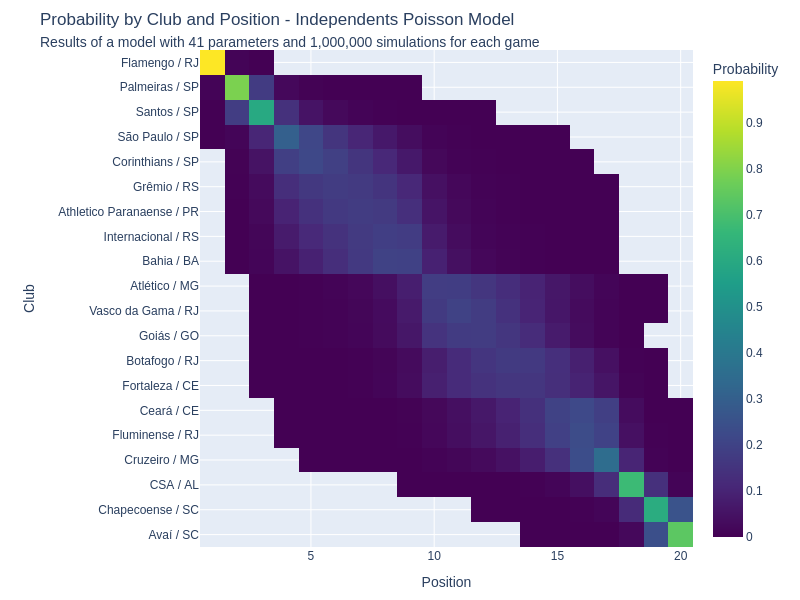 Probability by Club and Position - Independents Poisson Model
Results of a model with 41 parameters and 1,000,000 simulations for each game
Probability
Flamengo / RJ
Palmeiras / SP
Santos / SP
São Paulo / SP
Corinthians / SP
Grêmio / RS
Athletico Paranaense / PR
Internacional / RS
Bahia / BA
Atlético / MG
Vasco da Gama / RJ
Goiás / GO
Botafogo / RJ
Fortaleza / CE
Ceará / CE
Fluminense / RJ
Cruzeiro / MG
CSA / AL
Chapecoense / SC
Avaí / SC
Club
5
10
15
20
Position
0.9
0.8
0.7
0.6
0.5
0.4
0.3
0.2
0.1
0